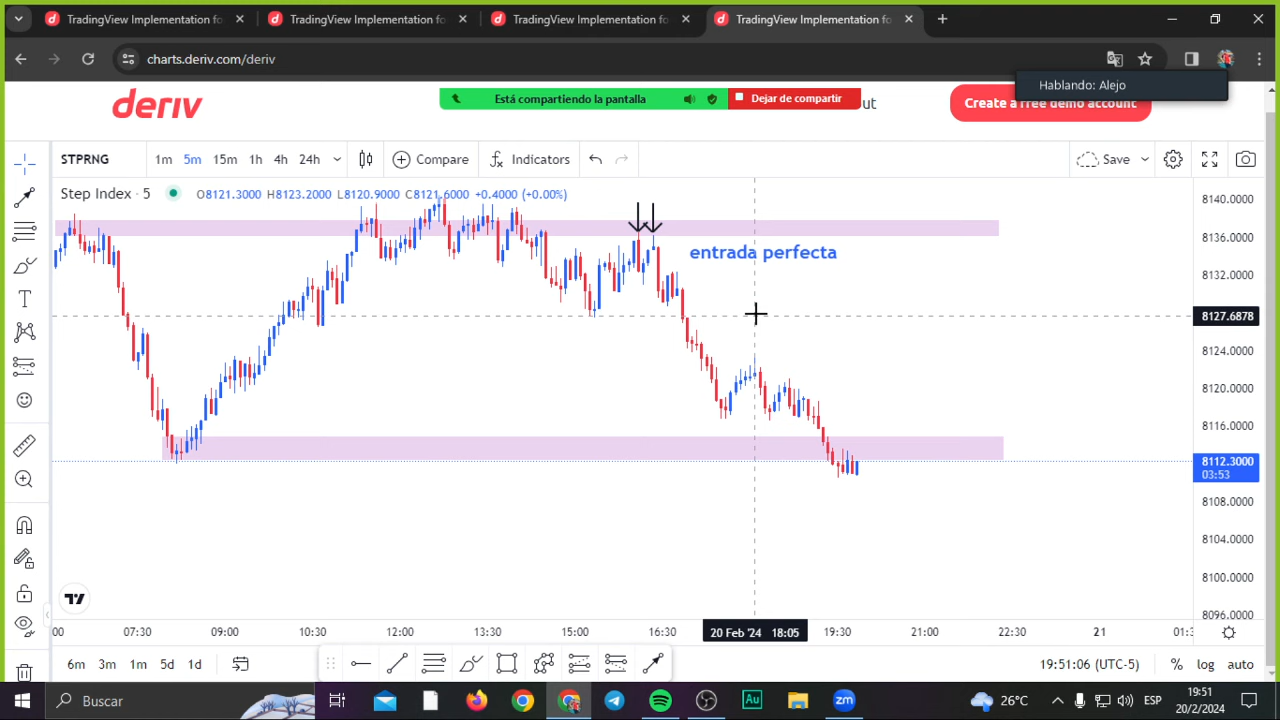 TradingView Implementation fo
TradingView Implementation fo
TradingView Implementation fo
TradingView Implementation fo
charts.deriv.com/deriv
Hablando: Alejo
deriv
Está compartiendo la pantalla
Dejar de compartir
ut
Create a free demo account
STPRNG
1m 5m 15m 1h 4h 24h
Compare
Indicators
Save
Step Index · 5
O8121.3000 H8123.2000 L8120.9000 C8121.6000 +0.4000 (+0.00%)
entrada perfecta
8140.0000
8136.0000
8132.0000
8127.6878
8124.0000
8120.0000
8116.0000
8112.3000
03:53
8108.0000
8104.0000
8100.0000
8096.0000
:00 07:30 09:00 10:30 12:00 13:30 15:00 16:30 20 Feb '24 18:05 19:30 21:00 22:30 21 01:3
6m 3m 1m 5d 1d
19:51:06 (UTC-5) % log auto
Buscar
26°C
ESP
19:51
20/2/2024